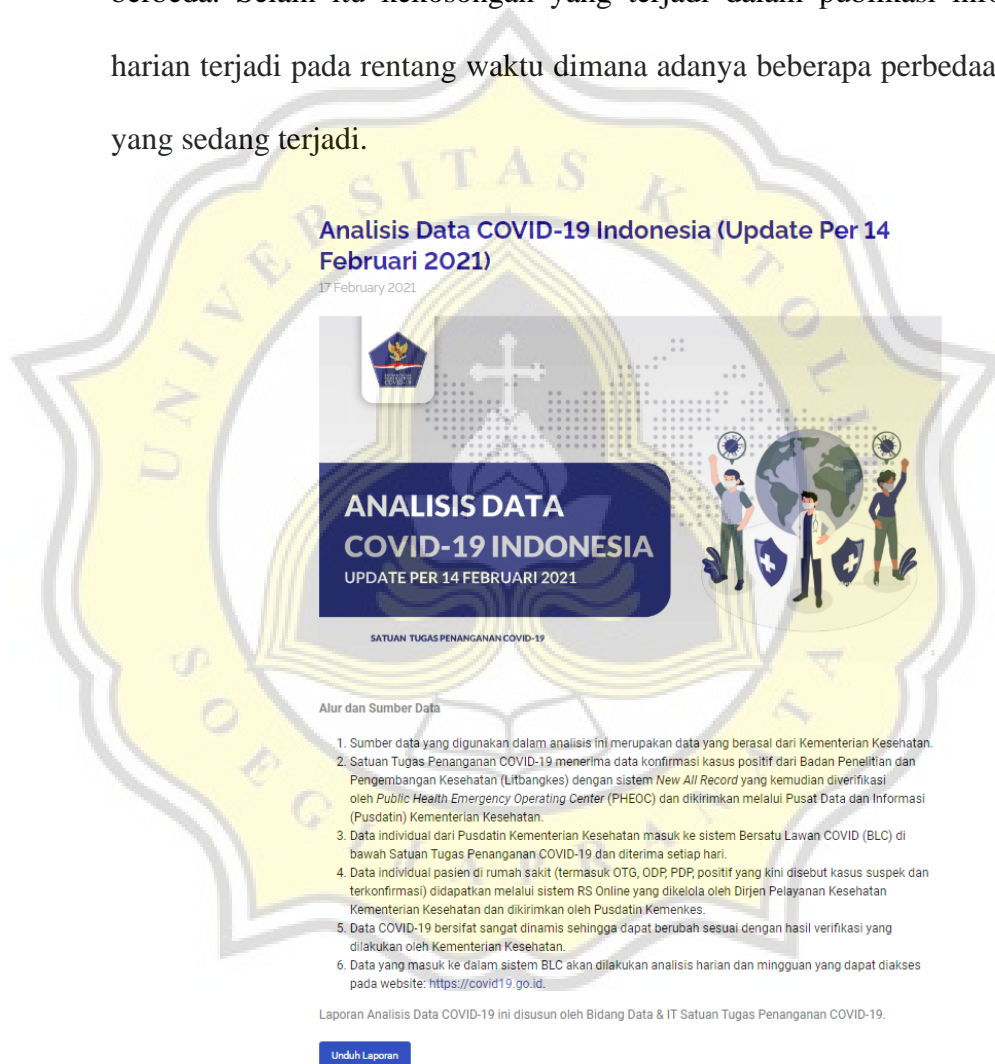 berbeda. Selain itu kekosongan yang terjadi dalam publikasi
harian terjadi pada rentang waktu dimana adanya beberapa
yang sedang terjadi.
UNIVERSITAS KATOLIK
SOEGIJAPRANATA
Analisis Data COVID-19 Indonesia (Update Per 14
Februari 2021)
17 February 2021
ANALISIS DATA
COVID-19 INDONESIA
UPDATE PER 14 FEBRUARI 2021
SATUAN TUGAS PENANGANAN COVID-19
1
Alur dan Sumber Data
1. Sumber data yang digunakan dalam analisis ini merupakan data yang berasal dari Kementerian Kesehatan.
2. Satuan Tugas Penanganan COVID-19 menerima data konfirmasi kasus positif dari Badan Penelitian dan
Pengembangan Kesehatan (Litbangkes) dengan sistem New All Record yang kemudian diverifikasi
oleh Public Health Emergency Operating Center (PHEOC) dan dikirimkan melalui Pusat Data dan Informasi
(Pusdatin) Kementerian Kesehatan.
3. Data individual dari Pusdatin Kementerian Kesehatan masuk ke sistem Bersatu Lawan COVID (BLC) di
bawah Satuan Tugas Penanganan COVID-19 dan diterima setiap hari.
4. Data individual pasien di rumah sakit (termasuk OTG, ODP, PDP, positif yang kini disebut kasus suspek dan
terkonfirmasi) didapatkan melalui sistem RS Online yang dikelola oleh Dirjen Pelayanan Kesehatan
Kementerian Kesehatan dan dikirimkan oleh Pusdatin Kemenkes.
5. Data COVID-19 bersifat sangat dinamis sehingga dapat berubah sesuai dengan hasil verifikasi yang
dilakukan oleh Kementerian Kesehatan.
6. Data yang masuk ke dalam sistem BLC akan dilakukan analisis harian dan mingguan yang dapat diakses
pada website: https://covid19.go.id.
Laporan Analisis Data COVID-19 ini disusun oleh Bidang Data & IT Satuan Tugas Penanganan COVID-19.
Unduh Laporan